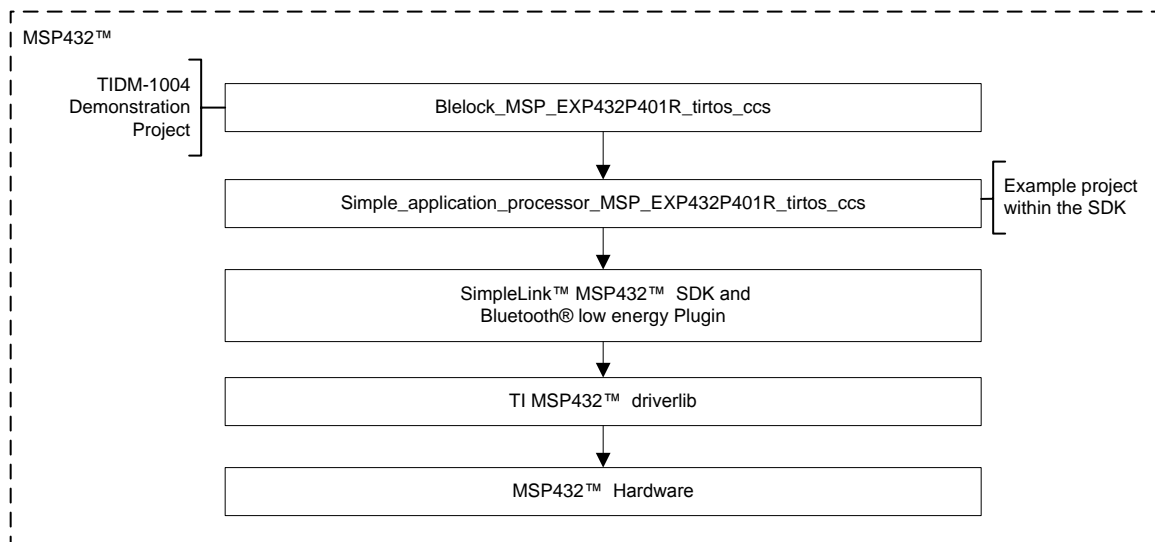 MSP432™
TIDM-1004
Demonstration
Project
Blelock_MSP_EXP432P401R_tirtos_ccs
Simple_application_processor_MSP_EXP432P401R_tirtos_ccs
Example project
within the SDK
SimpleLink™ MSP432™ SDK and
Bluetooth® low energy Plugin
TI MSP432™ driverlib
MSP432™ Hardware